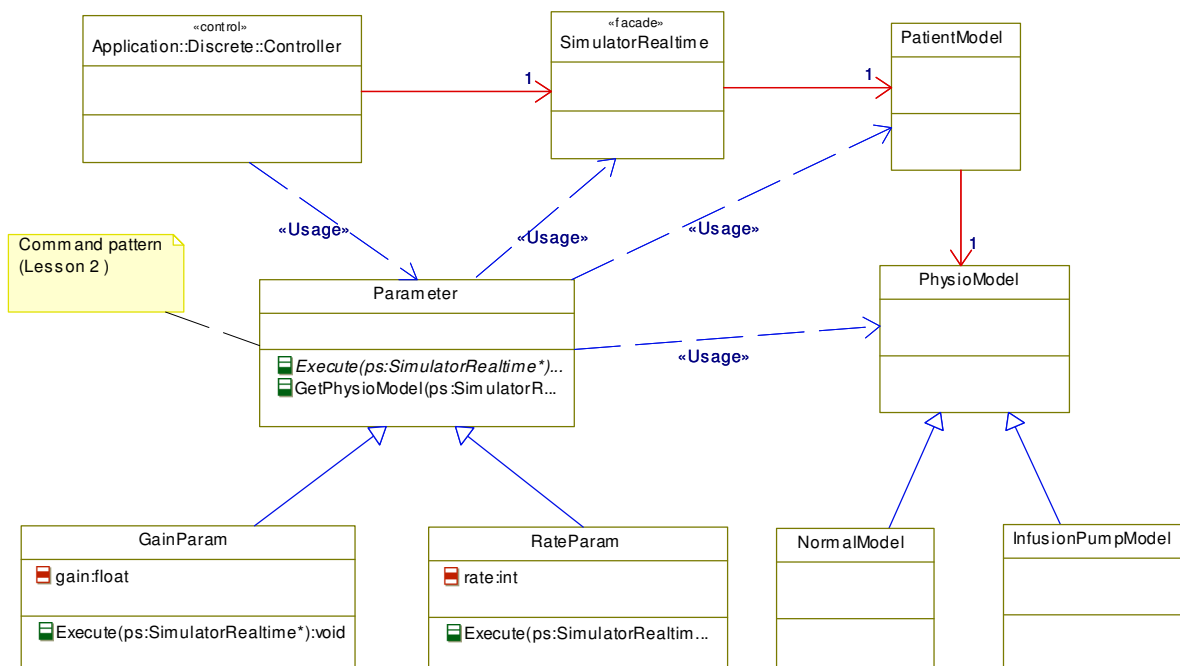 «control»
Application::Discrete::Controller
«facade»
SimulatorRealtime
PatientModel
1
1
«Usage»
«Usage»
«Usage»
1
Command pattern
(Lesson 2 )
Parameter
Execute(ps:SimulatorRealtime*)...
GetPhysioModel(ps:SimulatorR...
«Usage»
PhysioModel
GainParam
gain:float
Execute(ps:SimulatorRealtime*):void
RateParam
rate:int
Execute(ps:SimulatorRealtim...
NormalModel
InfusionPumpModel